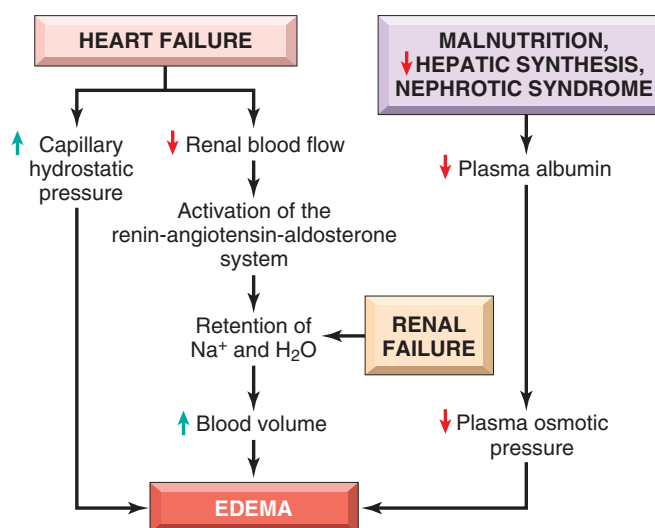 HEART FAILURE
MALNUTRITION,
↓ HEPATIC SYNTHESIS,
NEPHROTIC SYNDROME
↑ Capillary
hydrostatic
pressure
↓ Renal blood flow
↓ Plasma albumin
Activation of the
renin-angiotensin-aldosterone
system
Retention of
Na⁺ and H₂O
RENAL
FAILURE
↑ Blood volume
↓ Plasma osmotic
pressure
EDEMA